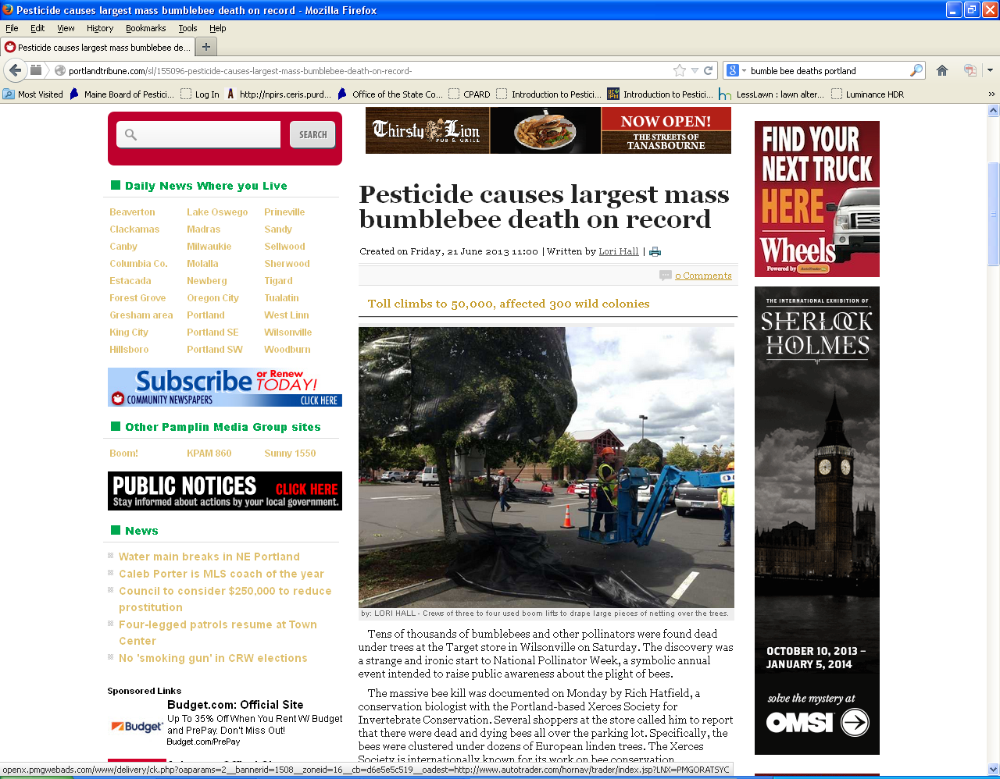 Pesticide causes largest mass bumblebee death on record - Mozilla Firefox
File Edit View History Bookmarks Tools Help
Pesticide causes largest mass bumblebee de...
portlandtribune.com/sl/155096-pesticide-causes-largest-mass-bumblebee-death-on-record-
bumble bee deaths portland
Most Visited Maine Board of Pestici... Log In http://npirs.ceris.purd... Office of the State Co... CPARD Introduction to Pestici... Introduction to Pestici... LessLawn : lawn alter... Luminance HDR
SEARCH
Daily News Where you Live
Beaverton Lake Oswego Prineville
Clackamas Madras Sandy
Canby Milwaukie Sellwood
Columbia Co. Molalla Sherwood
Estacada Newberg Tigard
Forest Grove Oregon City Tualatin
Gresham area Portland West Linn
King City Portland SE Wilsonville
Hillsboro Portland SW Woodburn
Subscribe or Renew TODAY!
COMMUNITY NEWSPAPERS CLICK HERE
Other Pamplin Media Group sites
Boom! KPAM 860 Sunny 1550
PUBLIC NOTICES CLICK HERE
Stay informed about actions by your local government.
News
Water main breaks in NE Portland
Caleb Porter is MLS coach of the year
Council to consider $250,000 to reduce
prostitution
Four-legged patrols resume at Town
Center
No 'smoking gun' in CRW elections
Sponsored Links
Budget.com: Official Site
Up To 35% Off When You Rent W/ Budget
and PrePay. Don't Miss Out!
Budget.com/PrePay
Budget
Thirsty Lion
PUB & GRILL
NOW OPEN!
THE STREETS OF
TANASBOURNE
Pesticide causes largest mass
bumblebee death on record
Created on Friday, 21 June 2013 11:00 | Written by Lori Hall |
0 Comments
Toll climbs to 50,000, affected 300 wild colonies
by: LORI HALL - Crews of three to four used boom lifts to drape large pieces of netting over the trees.
Tens of thousands of bumblebees and other pollinators were found dead
under trees at the Target store in Wilsonville on Saturday. The discovery was
a strange and ironic start to National Pollinator Week, a symbolic annual
event intended to raise public awareness about the plight of bees.
The massive bee kill was documented on Monday by Rich Hatfield, a
conservation biologist with the Portland-based Xerces Society for
Invertebrate Conservation. Several shoppers at the store called him to report
that there were dead and dying bees all over the parking lot. Specifically, the
bees were clustered under dozens of European linden trees. The Xerces
Society is internationally known for its work on bee conservation
FIND YOUR
NEXT TRUCK
HERE
Wheels
Powered by AutoTrader.com
THE INTERNATIONAL EXHIBITION OF
SHERLOCK
HOLMES
OCTOBER 10, 2013 –
JANUARY 5, 2014
solve the mystery at
OMSI
openx.pmgwebads.com/www/delivery/ck.php?oaparams=2__bannerid=1508__zoneid=16__cb=d6e5e5c519__oadest=http://www.autotrader.com/hornav/trader/index.jsp?LNX=PMGORATSYC